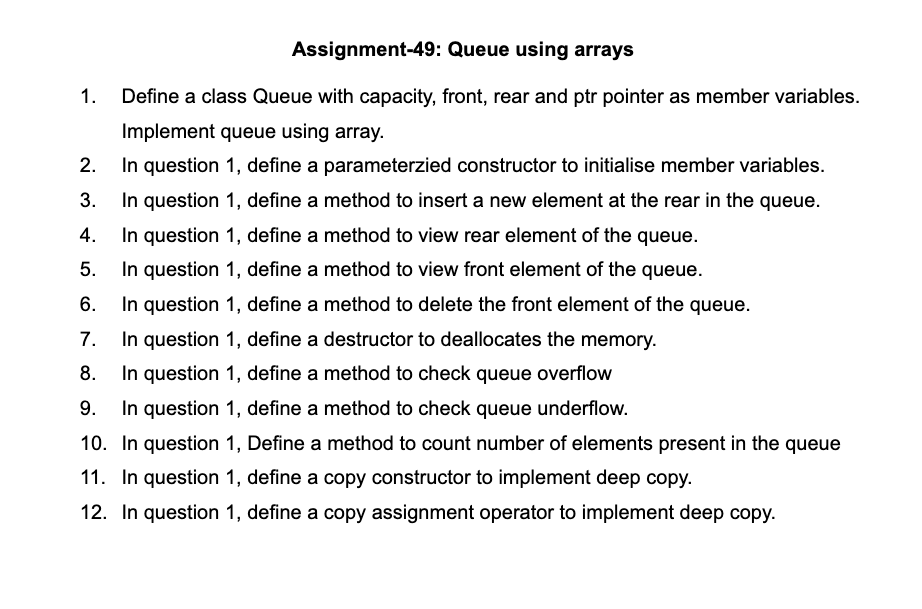 Assignment-49: Queue using arrays
1. Define a class Queue with capacity, front, rear and ptr pointer as member variables.
Implement queue using array.
2. In question 1, define a parameterzied constructor to initialise member variables.
3. In question 1, define a method to insert a new element at the rear in the queue.
4. In question 1, define a method to view rear element of the queue.
5. In question 1, define a method to view front element of the queue.
6. In question 1, define a method to delete the front element of the queue.
7. In question 1, define a destructor to deallocates the memory.
8. In question 1, define a method to check queue overflow
9. In question 1, define a method to check queue underflow.
10. In question 1, Define a method to count number of elements present in the queue
11. In question 1, define a copy constructor to implement deep copy.
12. In question 1, define a copy assignment operator to implement deep copy.